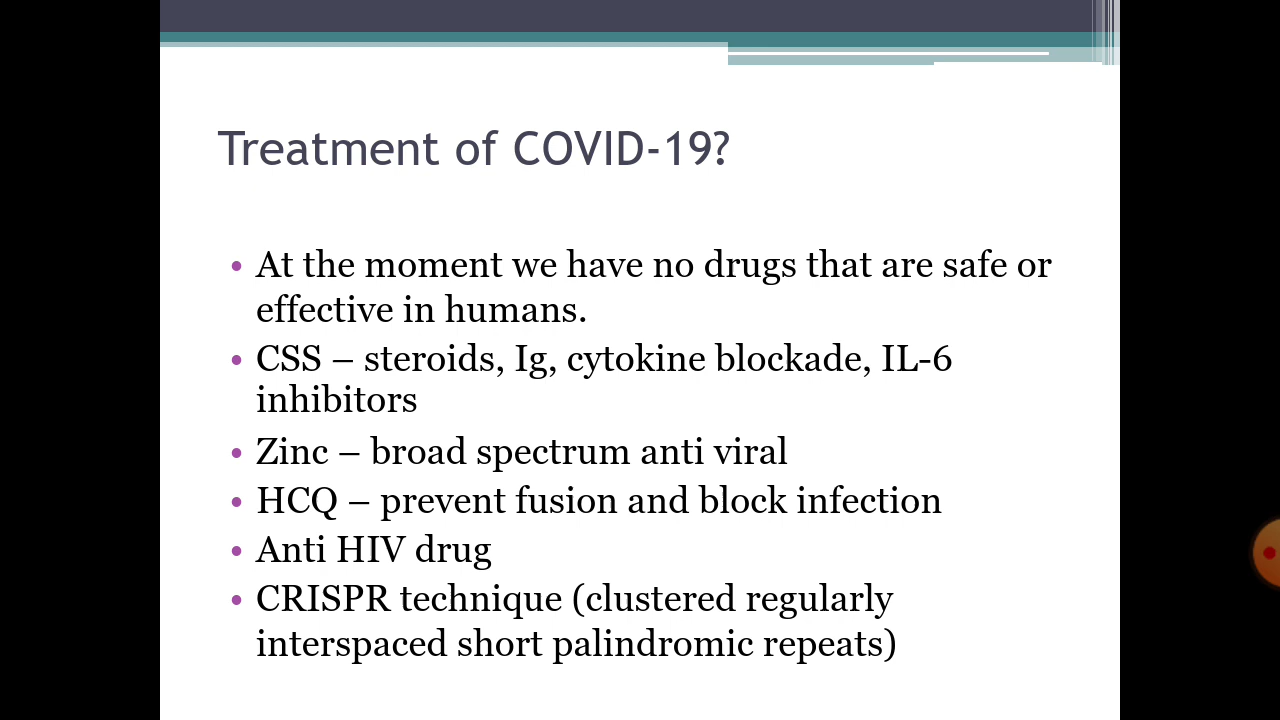 Treatment of COVID-19?
• At the moment we have no drugs that are safe or
effective in humans.
• CSS – steroids, Ig, cytokine blockade, IL-6
inhibitors
• Zinc – broad spectrum anti viral
• HCQ – prevent fusion and block infection
• Anti HIV drug
• CRISPR technique (clustered regularly
interspaced short palindromic repeats)